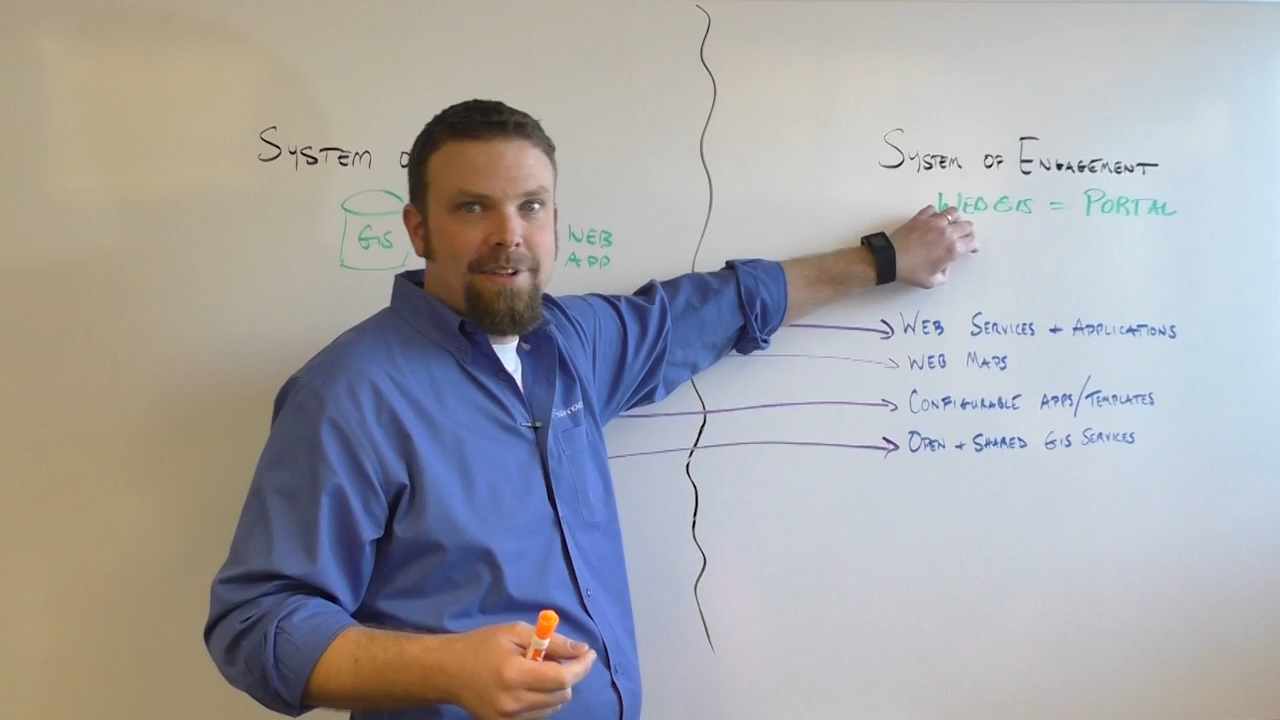 SYSTEM O
GIS
WEB
APP
SYSTEM OF ENGAGEMENT
WEB GIS = PORTAL
WEB SERVICES + APPLICATIONS
WEB MAPS
CONFIGURABLE APPS/TEMPLATES
OPEN + SHARED GIS SERVICES